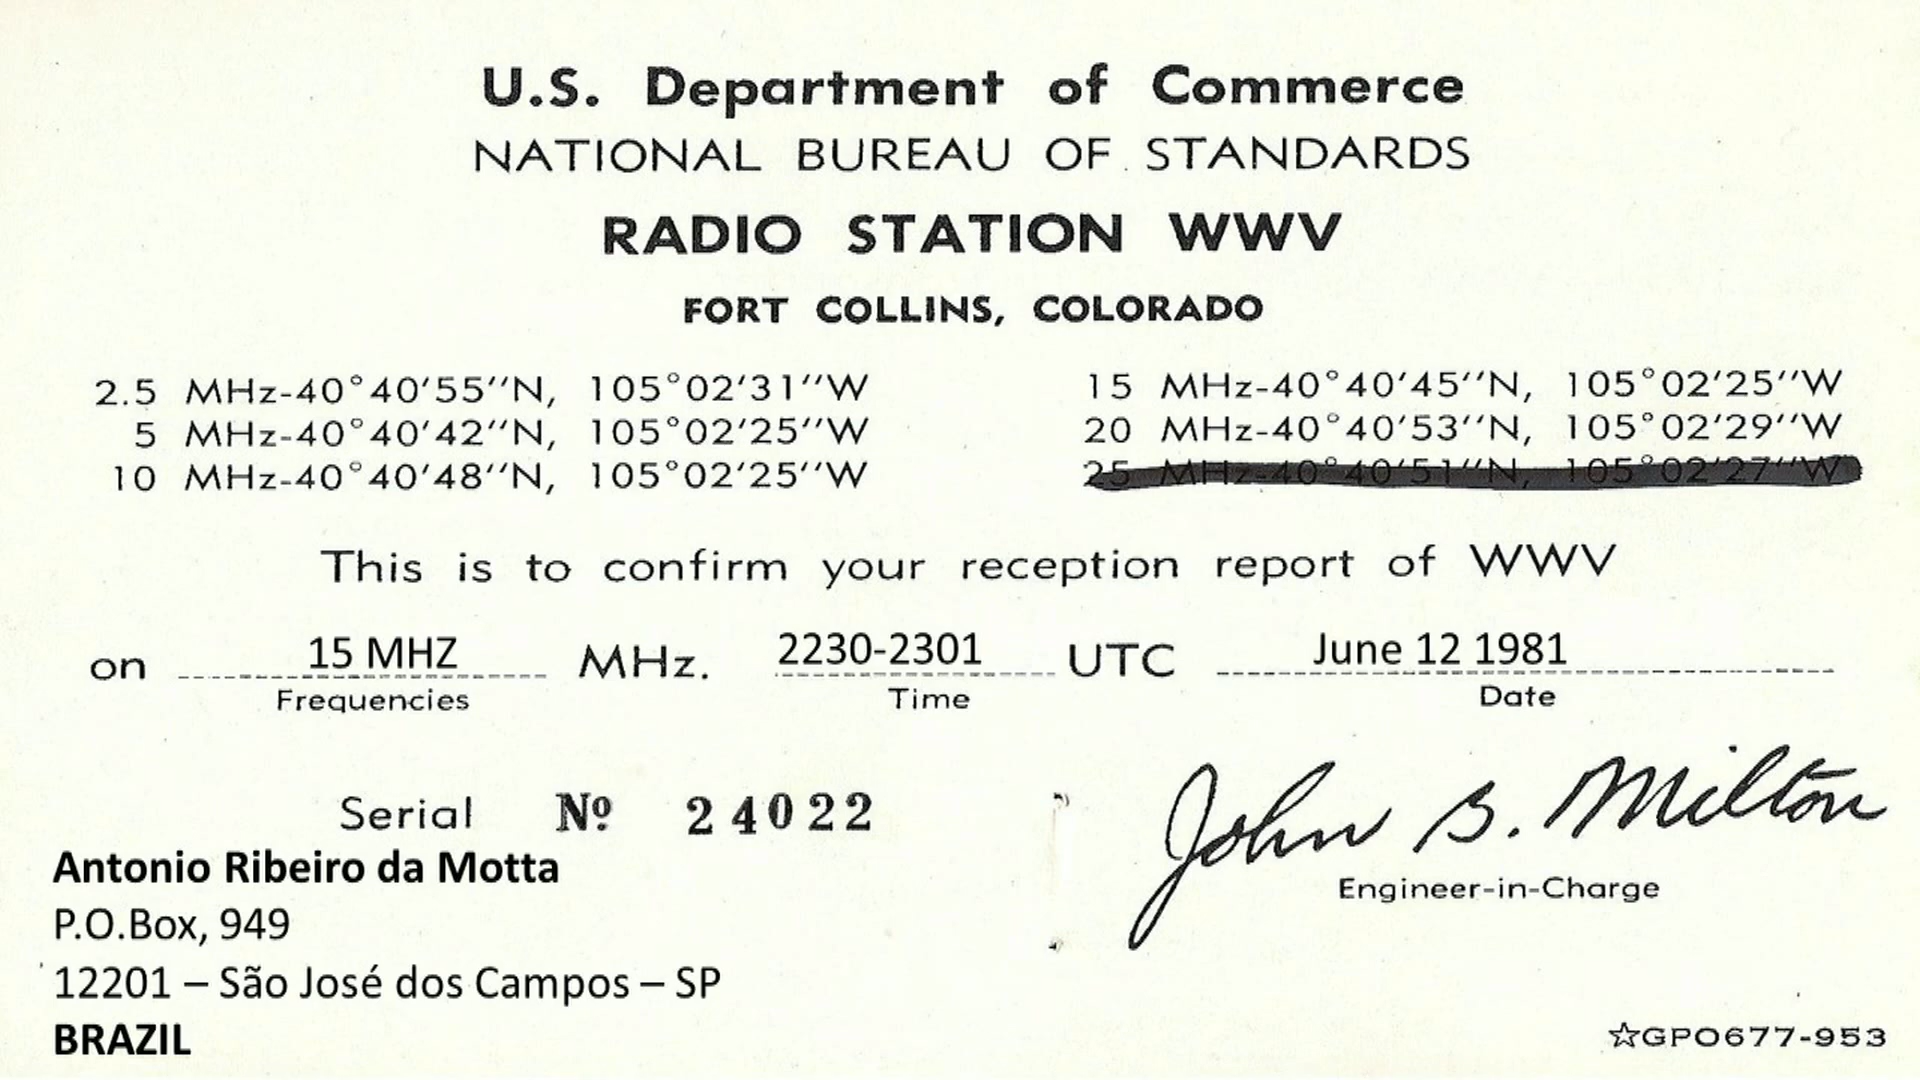 U.S. Department of Commerce
NATIONAL BUREAU OF STANDARDS
RADIO STATION WWV
FORT COLLINS, COLORADO
2.5 MHz-40°40'55''N, 105°02'31''W
5 MHz-40°40'42''N, 105°02'25''W
10 MHz-40°40'48''N, 105°02'25''W
15 MHz-40°40'45''N, 105°02'25''W
20 MHz-40°40'53''N, 105°02'29''W
25 MHz-40°40'51''N, 105°02'27''W
This is to confirm your reception report of WWV
on 15 MHZ MHz. 2230-2301 UTC June 12 1981
Frequencies Time Date
Serial Nº 24022
John S. Milton
Engineer-in-Charge
Antonio Ribeiro da Motta
P.O.Box, 949
12201 – São José dos Campos – SP
BRAZIL
☆GPO677-953